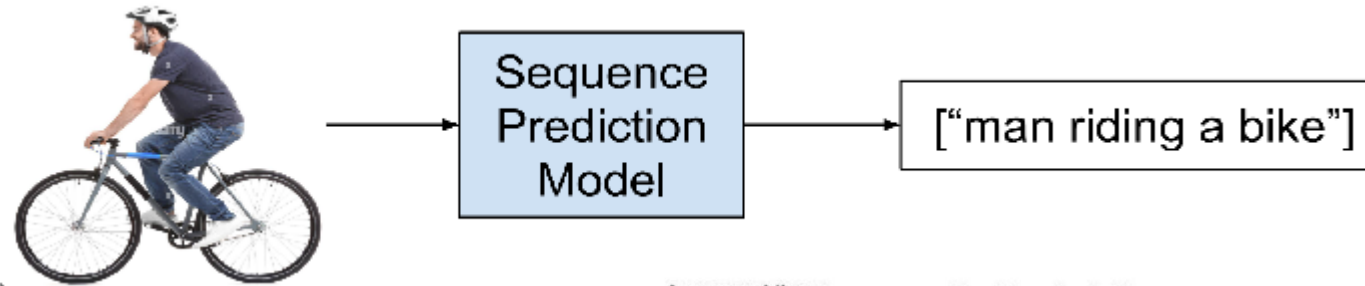 Sequence
Prediction
Model
[“man riding a bike”]